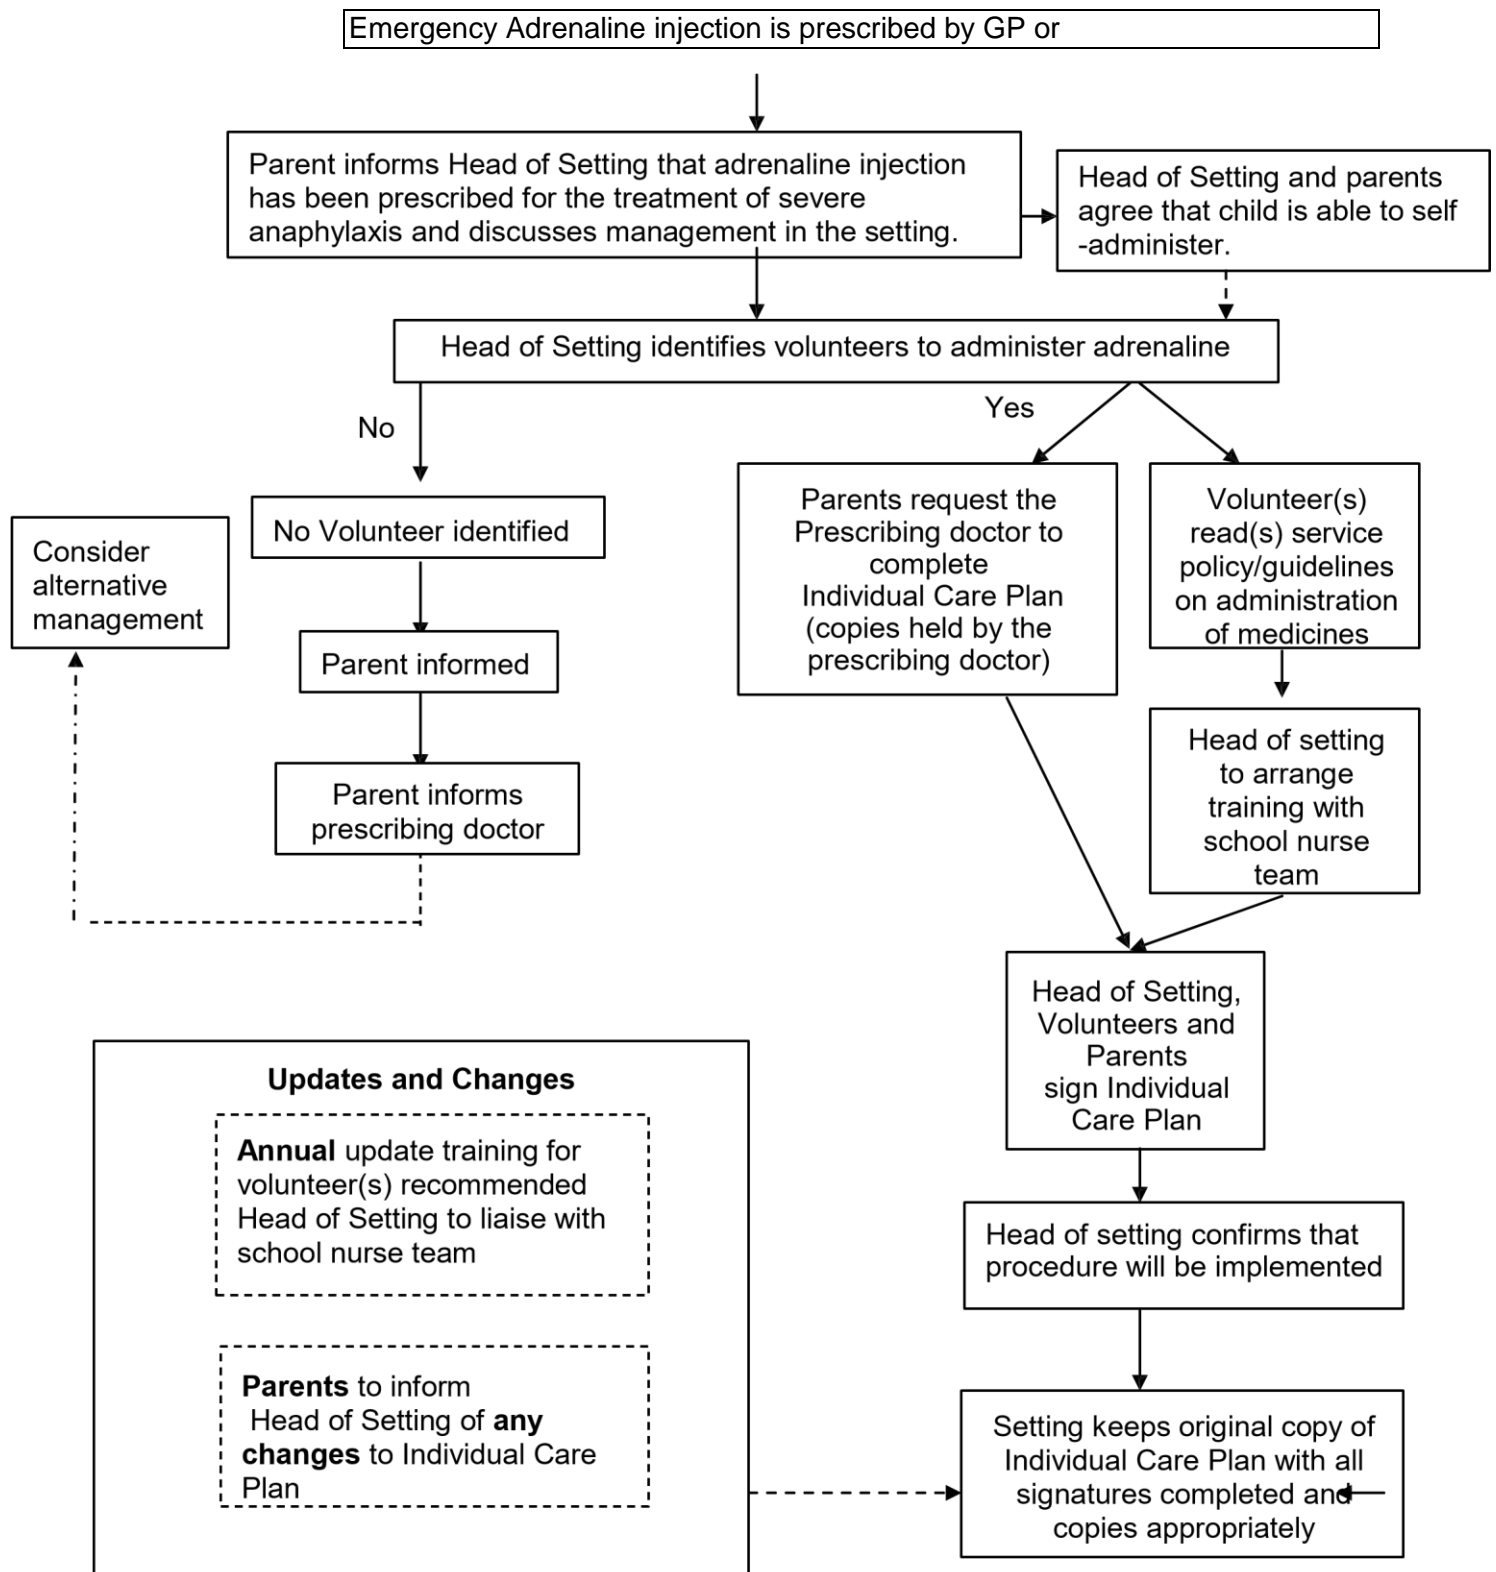 Emergency Adrenaline injection is prescribed by GP or
Parent informs Head of Setting that adrenaline injection
has been prescribed for the treatment of severe
anaphylaxis and discusses management in the setting.
Head of Setting and parents
agree that child is able to self
-administer.
Head of Setting identifies volunteers to administer adrenaline
No
Yes
Consider
alternative
management
No Volunteer identified
Parent informed
Parent informs
prescribing doctor
Parents request the
Prescribing doctor to
complete
Individual Care Plan
(copies held by the
prescribing doctor)
Volunteer(s)
read(s) service
policy/guidelines
on administration
of medicines
Head of setting
to arrange
training with
school nurse
team
Head of Setting,
Volunteers and
Parents
sign Individual
Care Plan
Head of setting confirms that
procedure will be implemented
Setting keeps original copy of
Individual Care Plan with all
signatures completed and
copies appropriately
Updates and Changes
Annual update training for
volunteer(s) recommended
Head of Setting to liaise with
school nurse team
Parents to inform
Head of Setting of any
changes to Individual Care
Plan